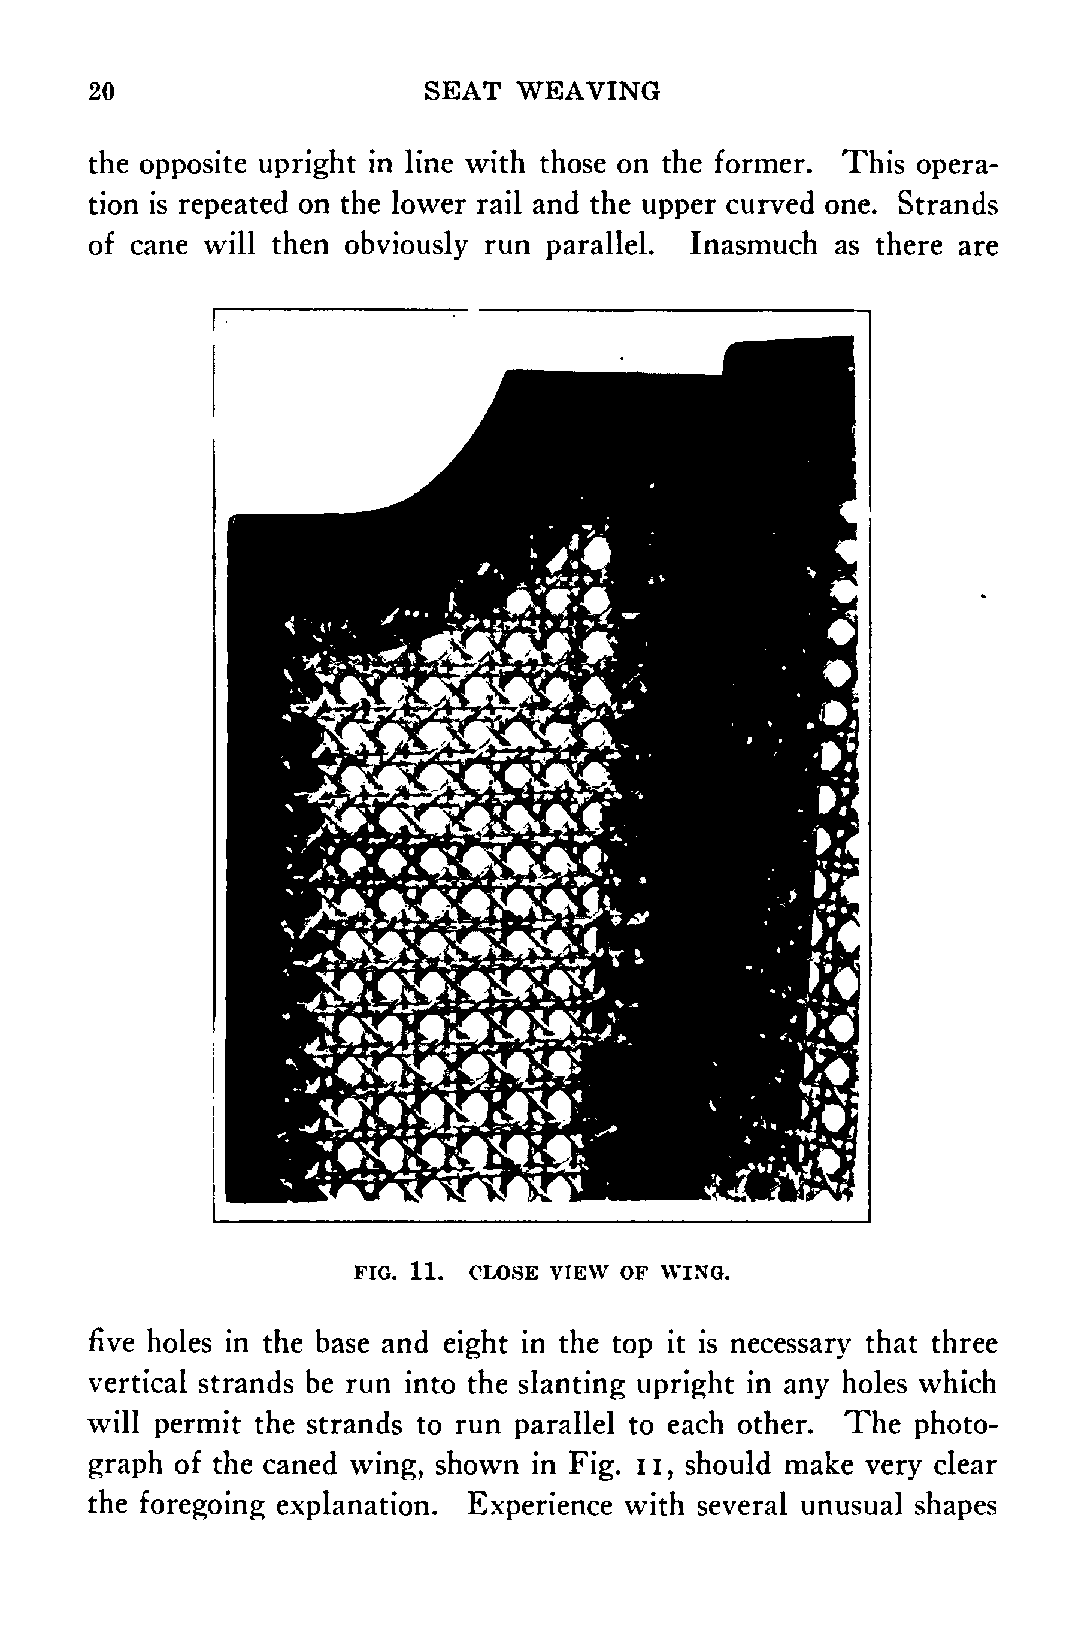 20 SEAT WEAVING
the opposite upright in line with those on the former. This opera-
tion is repeated on the lower rail and the upper curved one. Strands
of cane will then obviously run parallel. Inasmuch as there are
FIG. 11. CLOSE VIEW OF WING.
five holes in the base and eight in the top it is necessary that three
vertical strands be run into the slanting upright in any holes which
will permit the strands to run parallel to each other. The photo-
graph of the caned wing, shown in Fig. 11, should make very clear
the foregoing explanation. Experience with several unusual shapes